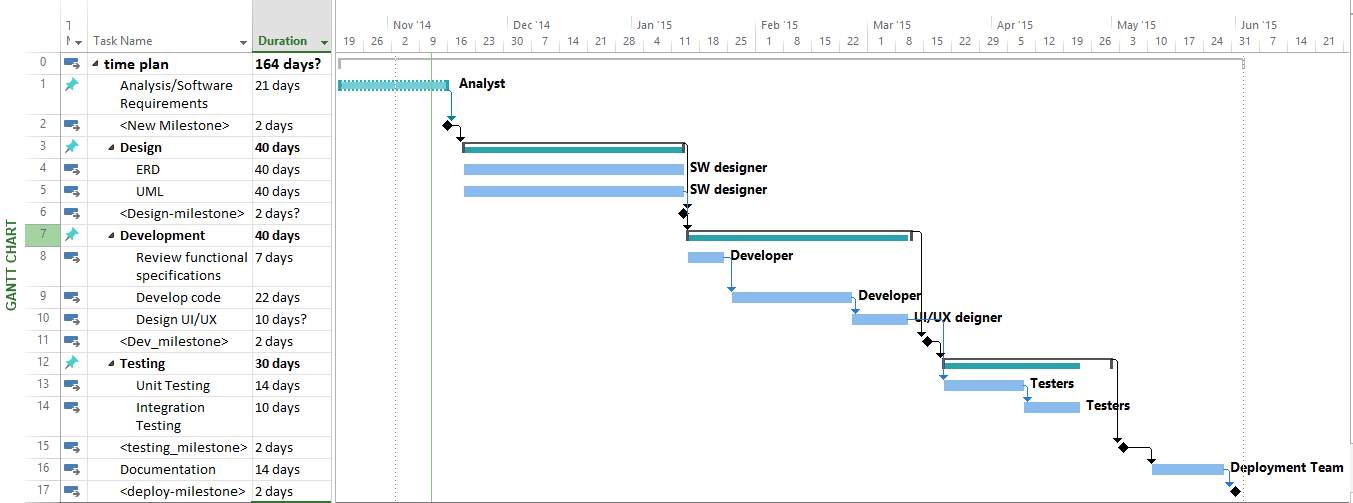 Nov '14 Dec '14 Jan '15 Feb '15 Mar '15 Apr '15 May '15 Jun '15
T
M Task Name Duration 19 26 2 9 16 23 30 7 14 21 28 4 11 18 25 1 8 15 22 1 8 15 22 29 5 12 19 26 3 10 17 24 31 7 14 21
0 time plan 164 days?
1 Analysis/Software 21 days Analyst
Requirements
2 <New Milestone> 2 days
3 Design 40 days
4 ERD 40 days SW designer
5 UML 40 days SW designer
6 <Design-milestone> 2 days?
7 Development 40 days
8 Review functional 7 days Developer
specifications
9 Develop code 22 days Developer
10 Design UI/UX 10 days? UI/UX deigner
11 <Dev_milestone> 2 days
12 Testing 30 days
13 Unit Testing 14 days Testers
14 Integration 10 days Testers
Testing
15 <testing_milestone> 2 days
16 Documentation 14 days Deployment Team
17 <deploy-milestone> 2 days
GANTT CHART